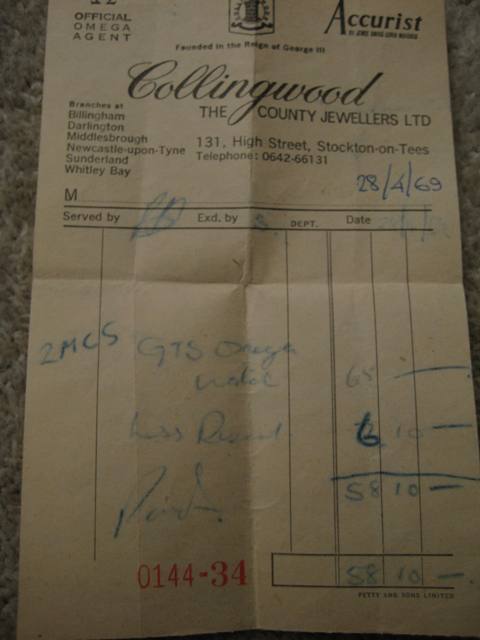 OFFICIAL
OMEGA
AGENT
Accurist
Founded in the Reign of George III
Collingwood
THE COUNTY JEWELLERS LTD
Branches at
Billingham
Darlington
Middlesbrough
Newcastle-upon-Tyne
Sunderland
Whitley Bay
131, High Street, Stockton-on-Tees
Telephone: 0642-66131
28/4/69
M
Served by Exd. by S. DEPT. Date
2MCS GTS Omega
watch 65 —
Less Discount 6 10 —
58 10 —
Paid
0144-34
58 10 —
PETTY AND SONS LIMITED